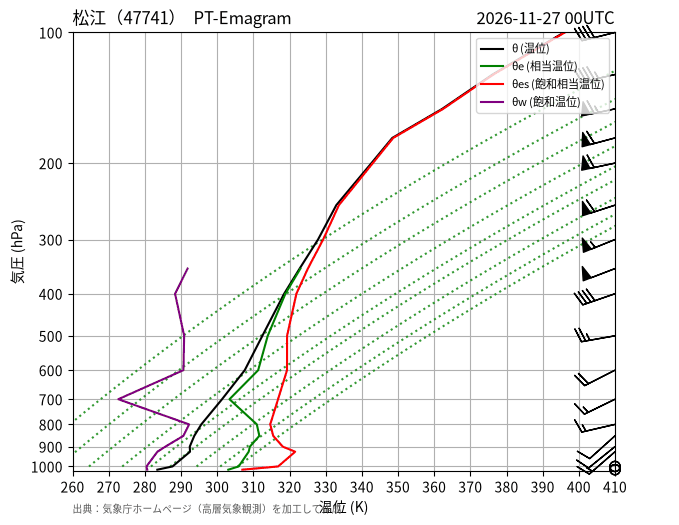 松江（47741） PT-Emagram
2026-11-27 00UTC
100
200
300
400
500
600
700
800
900
1000
気圧 (hPa)
θ (温位)
θe (相当温位)
θes (飽和相当温位)
θw (飽和温位)
260 270 280 290 300 310 320 330 340 350 360 370 380 390 400 410
温位 (K)
出典：気象庁ホームページ（高層気象観測）を加工して